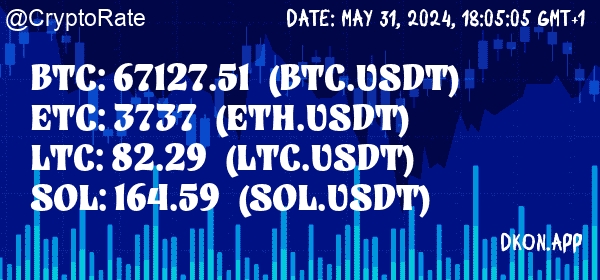 @CryptoRate
DATE: MAY 31, 2024, 18:05:05 GMT+1
BTC: 67127.51 (BTC.USDT)
ETC: 3737 (ETH.USDT)
LTC: 82.29 (LTC.USDT)
SOL: 164.59 (SOL.USDT)
DKON.APP